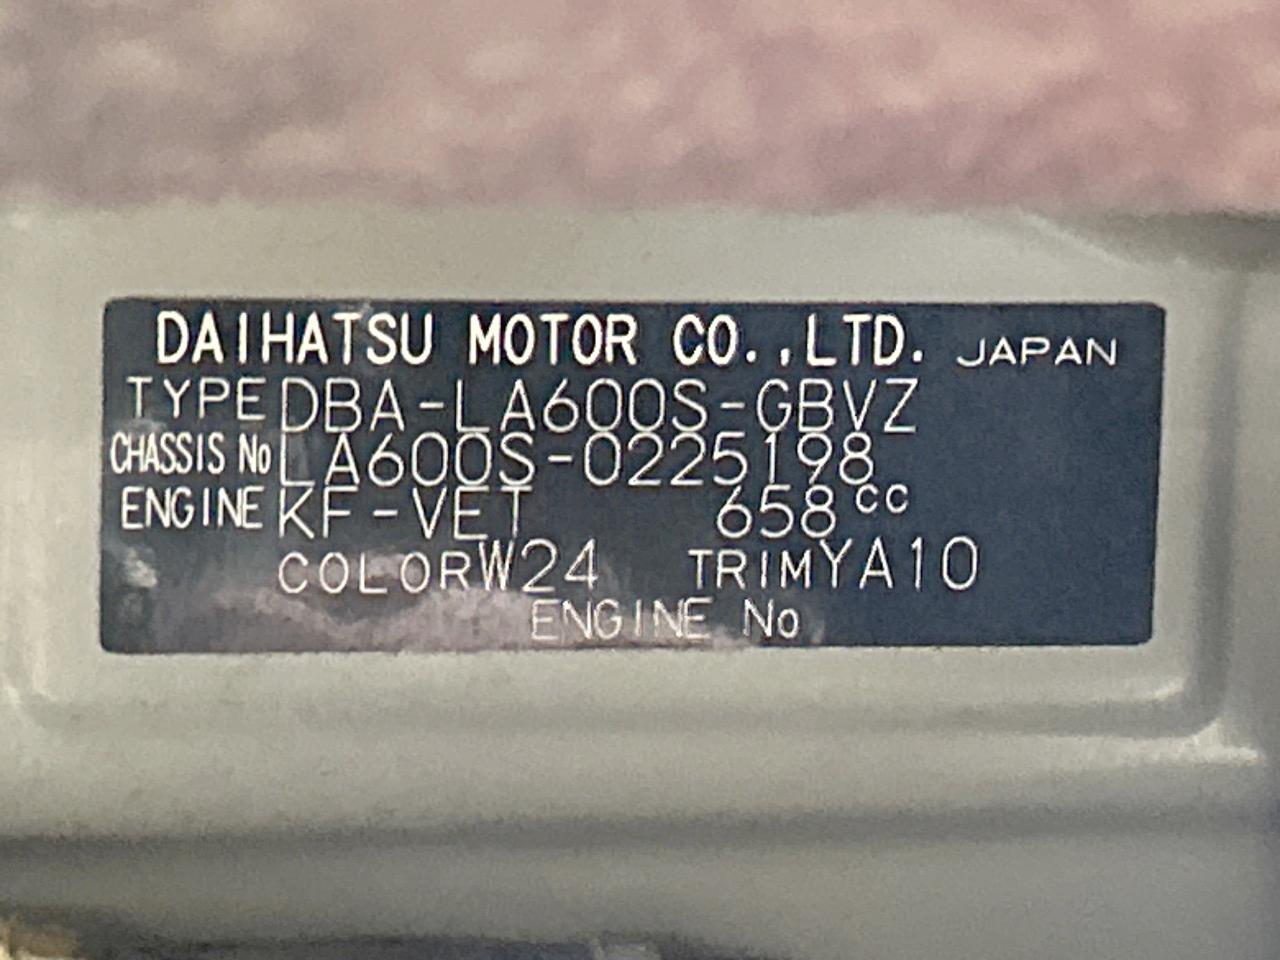 DAIHATSU MOTOR CO.,LTD. JAPAN
TYPE DBA-LA600S-GBVZ
CHASSIS No LA600S-0225198
ENGINE KF-VET 658cc
COLOR W24 TRIM YA10
ENGINE No